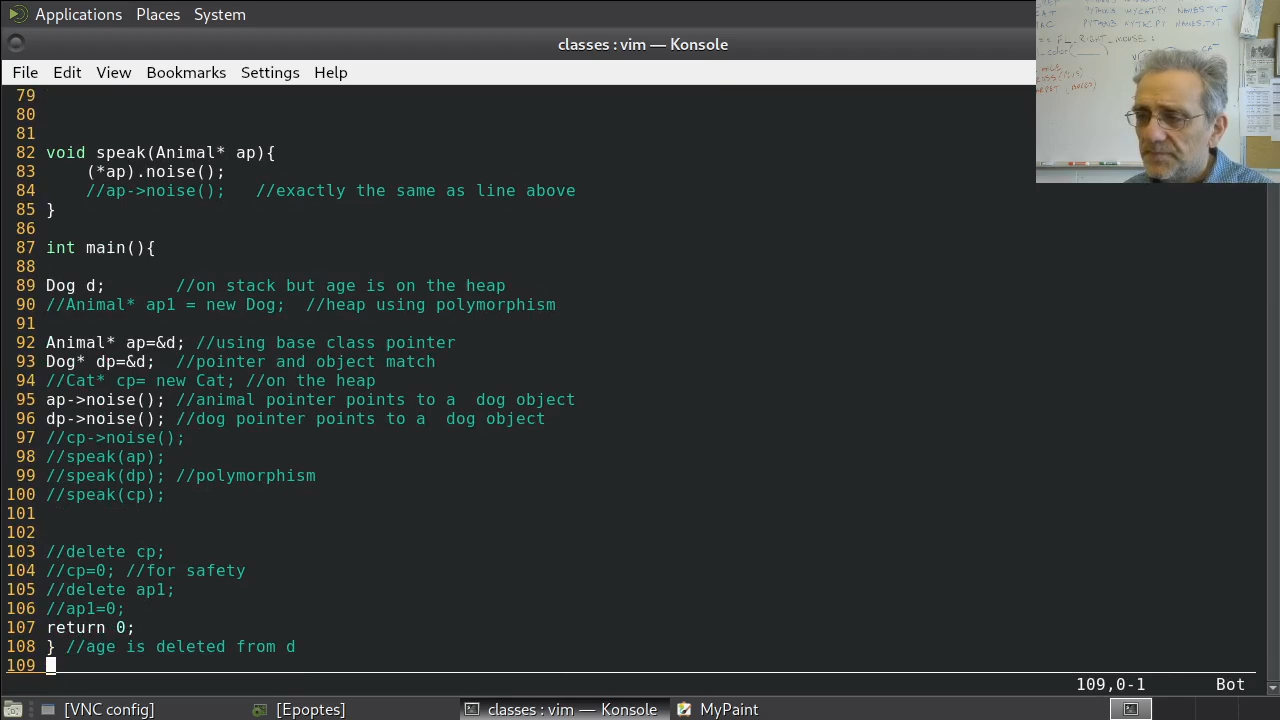 Applications Places System
classes : vim — Konsole
File Edit View Bookmarks Settings Help
79
80
81
82 void speak(Animal* ap){
83     (*ap).noise();
84     //ap->noise();   //exactly the same as line above
85 }
86
87 int main(){
88
89 Dog d;       //on stack but age is on the heap
90 //Animal* ap1 = new Dog;  //heap using polymorphism
91
92 Animal* ap=&d; //using base class pointer
93 Dog* dp=&d;  //pointer and object match
94 //Cat* cp= new Cat; //on the heap
95 ap->noise(); //animal pointer points to a  dog object
96 dp->noise(); //dog pointer points to a  dog object
97 //cp->noise();
98 //speak(ap);
99 //speak(dp); //polymorphism
100 //speak(cp);
101
102
103 //delete cp;
104 //cp=0; //for safety
105 //delete ap1;
106 //ap1=0;
107 return 0;
108 } //age is deleted from d
109
109,0-1 Bot
[VNC config] [Epoptes] classes : vim — Konsole MyPaint